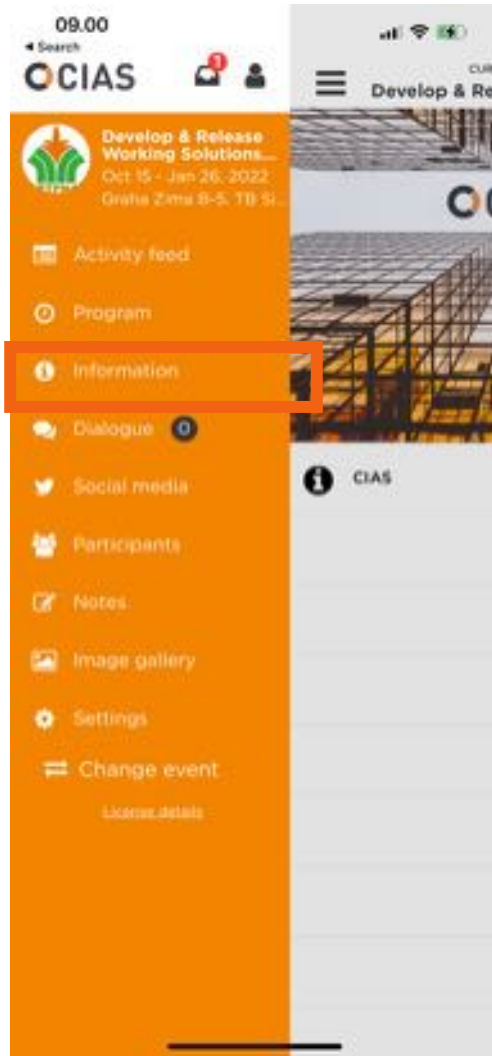 09.00
Search
CIAS
Develop & Release
Working Solutions...
Oct 15 - Jan 26, 2022
Graha Zima B-5, TB Si...
Activity feed
Program
Information
Dialogue 0
Social media
Participants
Notes
Image gallery
Settings
Change event
License details
CUR
Develop & Re
CIAS